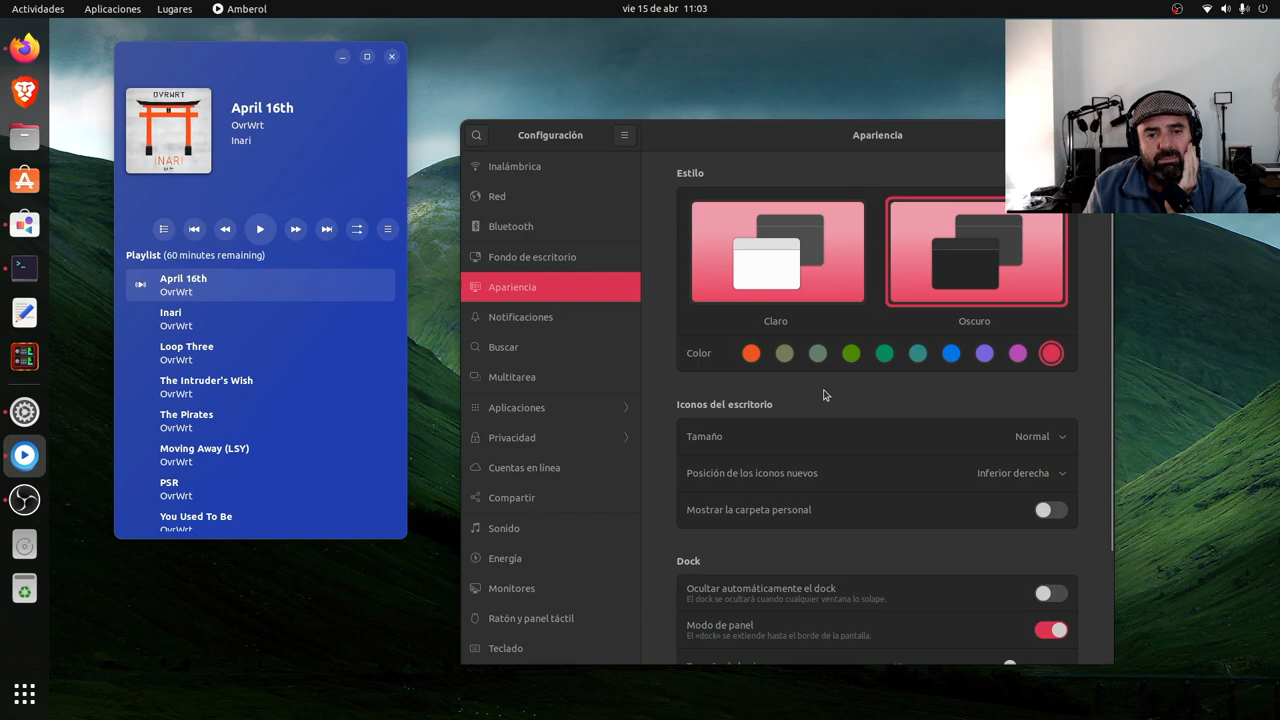 Actividades
Aplicaciones
Lugares
Amberol
vie 15 de abr 11:03
OVRWRT
INARI
April 16th
OvrWrt
Inari
Playlist (60 minutes remaining)
April 16th
OvrWrt
Inari
OvrWrt
Loop Three
OvrWrt
The Intruder's Wish
OvrWrt
The Pirates
OvrWrt
Moving Away (LSY)
OvrWrt
PSR
OvrWrt
You Used To Be
OvrWrt
Configuración
Inalámbrica
Red
Bluetooth
Fondo de escritorio
Apariencia
Notificaciones
Buscar
Multitarea
Aplicaciones
Privacidad
Cuentas en línea
Compartir
Sonido
Energía
Monitores
Ratón y panel táctil
Teclado
Apariencia
Estilo
Claro
Oscuro
Color
Iconos del escritorio
Tamaño
Normal
Posición de los iconos nuevos
Inferior derecha
Mostrar la carpeta personal
Dock
Ocultar automáticamente el dock
El dock se ocultará cuando cualquier ventana lo solape.
Modo de panel
El «dock» se extiende hasta el borde de la pantalla.